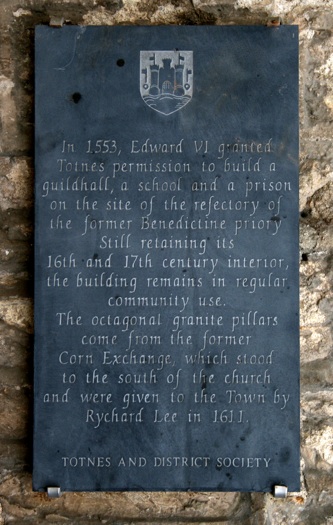 In 1553, Edward VI granted
Totnes permission to build a
guildhall, a school and a prison
on the site of the refectory of
the former Benedictine priory
Still retaining its
16th and 17th century interior,
the building remains in regular
community use.
The octagonal granite pillars
come from the former
Corn Exchange, which stood
to the south of the church
and were given to the Town by
Rychard Lee in 1611.
TOTNES AND DISTRICT SOCIETY